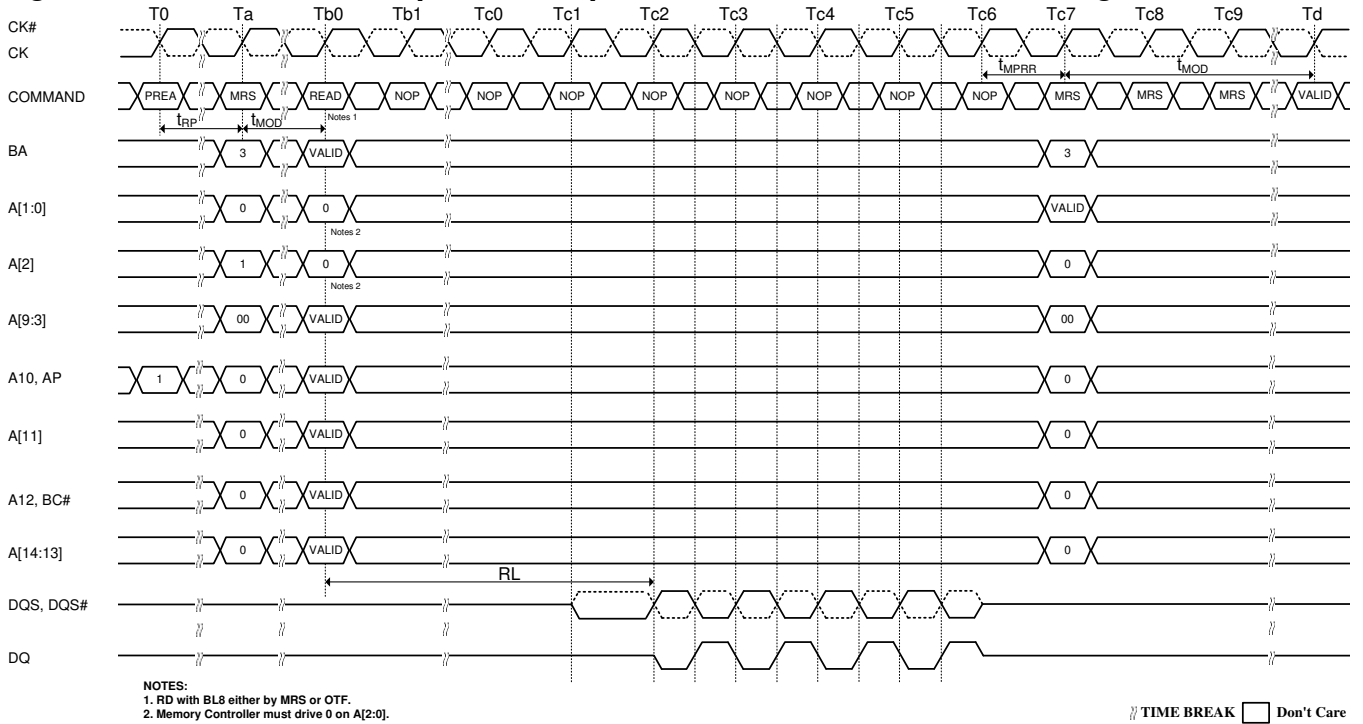 T0 Ta Tb0 Tb1 Tc0 Tc1 Tc2 Tc3 Tc4 Tc5 Tc6 Tc7 Tc8 Tc9 Td
CK#
CK
tMPRR tMOD
COMMAND PREA MRS READ NOP NOP NOP NOP NOP NOP NOP NOP MRS MRS MRS VALID
Notes 1
tRP tMOD
BA 3 VALID 3
A[1:0] 0 0 VALID
Notes 2
A[2] 1 0 0
Notes 2
A[9:3] 00 VALID 00
A10, AP 1 0 VALID 0
A[11] 0 VALID 0
A12, BC# 0 VALID 0
A[14:13] 0 VALID 0
RL
DQS, DQS#
DQ
NOTES:
1. RD with BL8 either by MRS or OTF.
2. Memory Controller must drive 0 on A[2:0].
TIME BREAK Don't Care